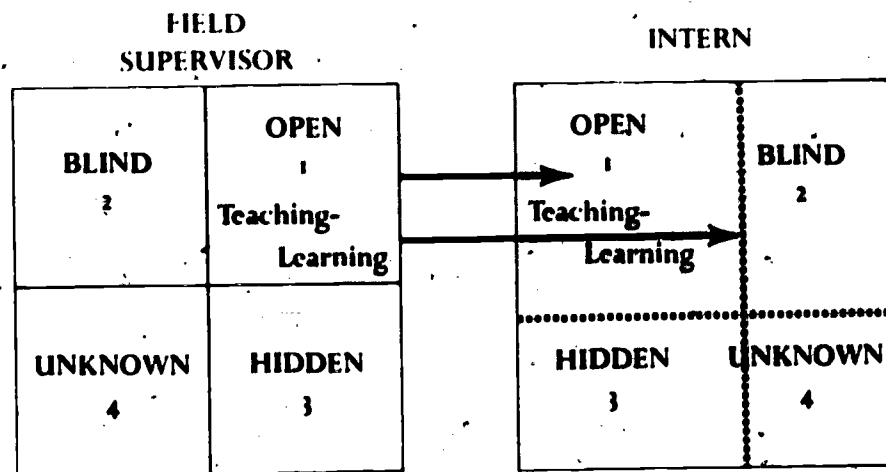 FIELD
SUPERVISOR
BLIND
2
OPEN
1
Teaching-
Learning
UNKNOWN
4
HIDDEN
3
INTERN
OPEN
1
Teaching-
Learning
BLIND
2
HIDDEN
3
UNKNOWN
4